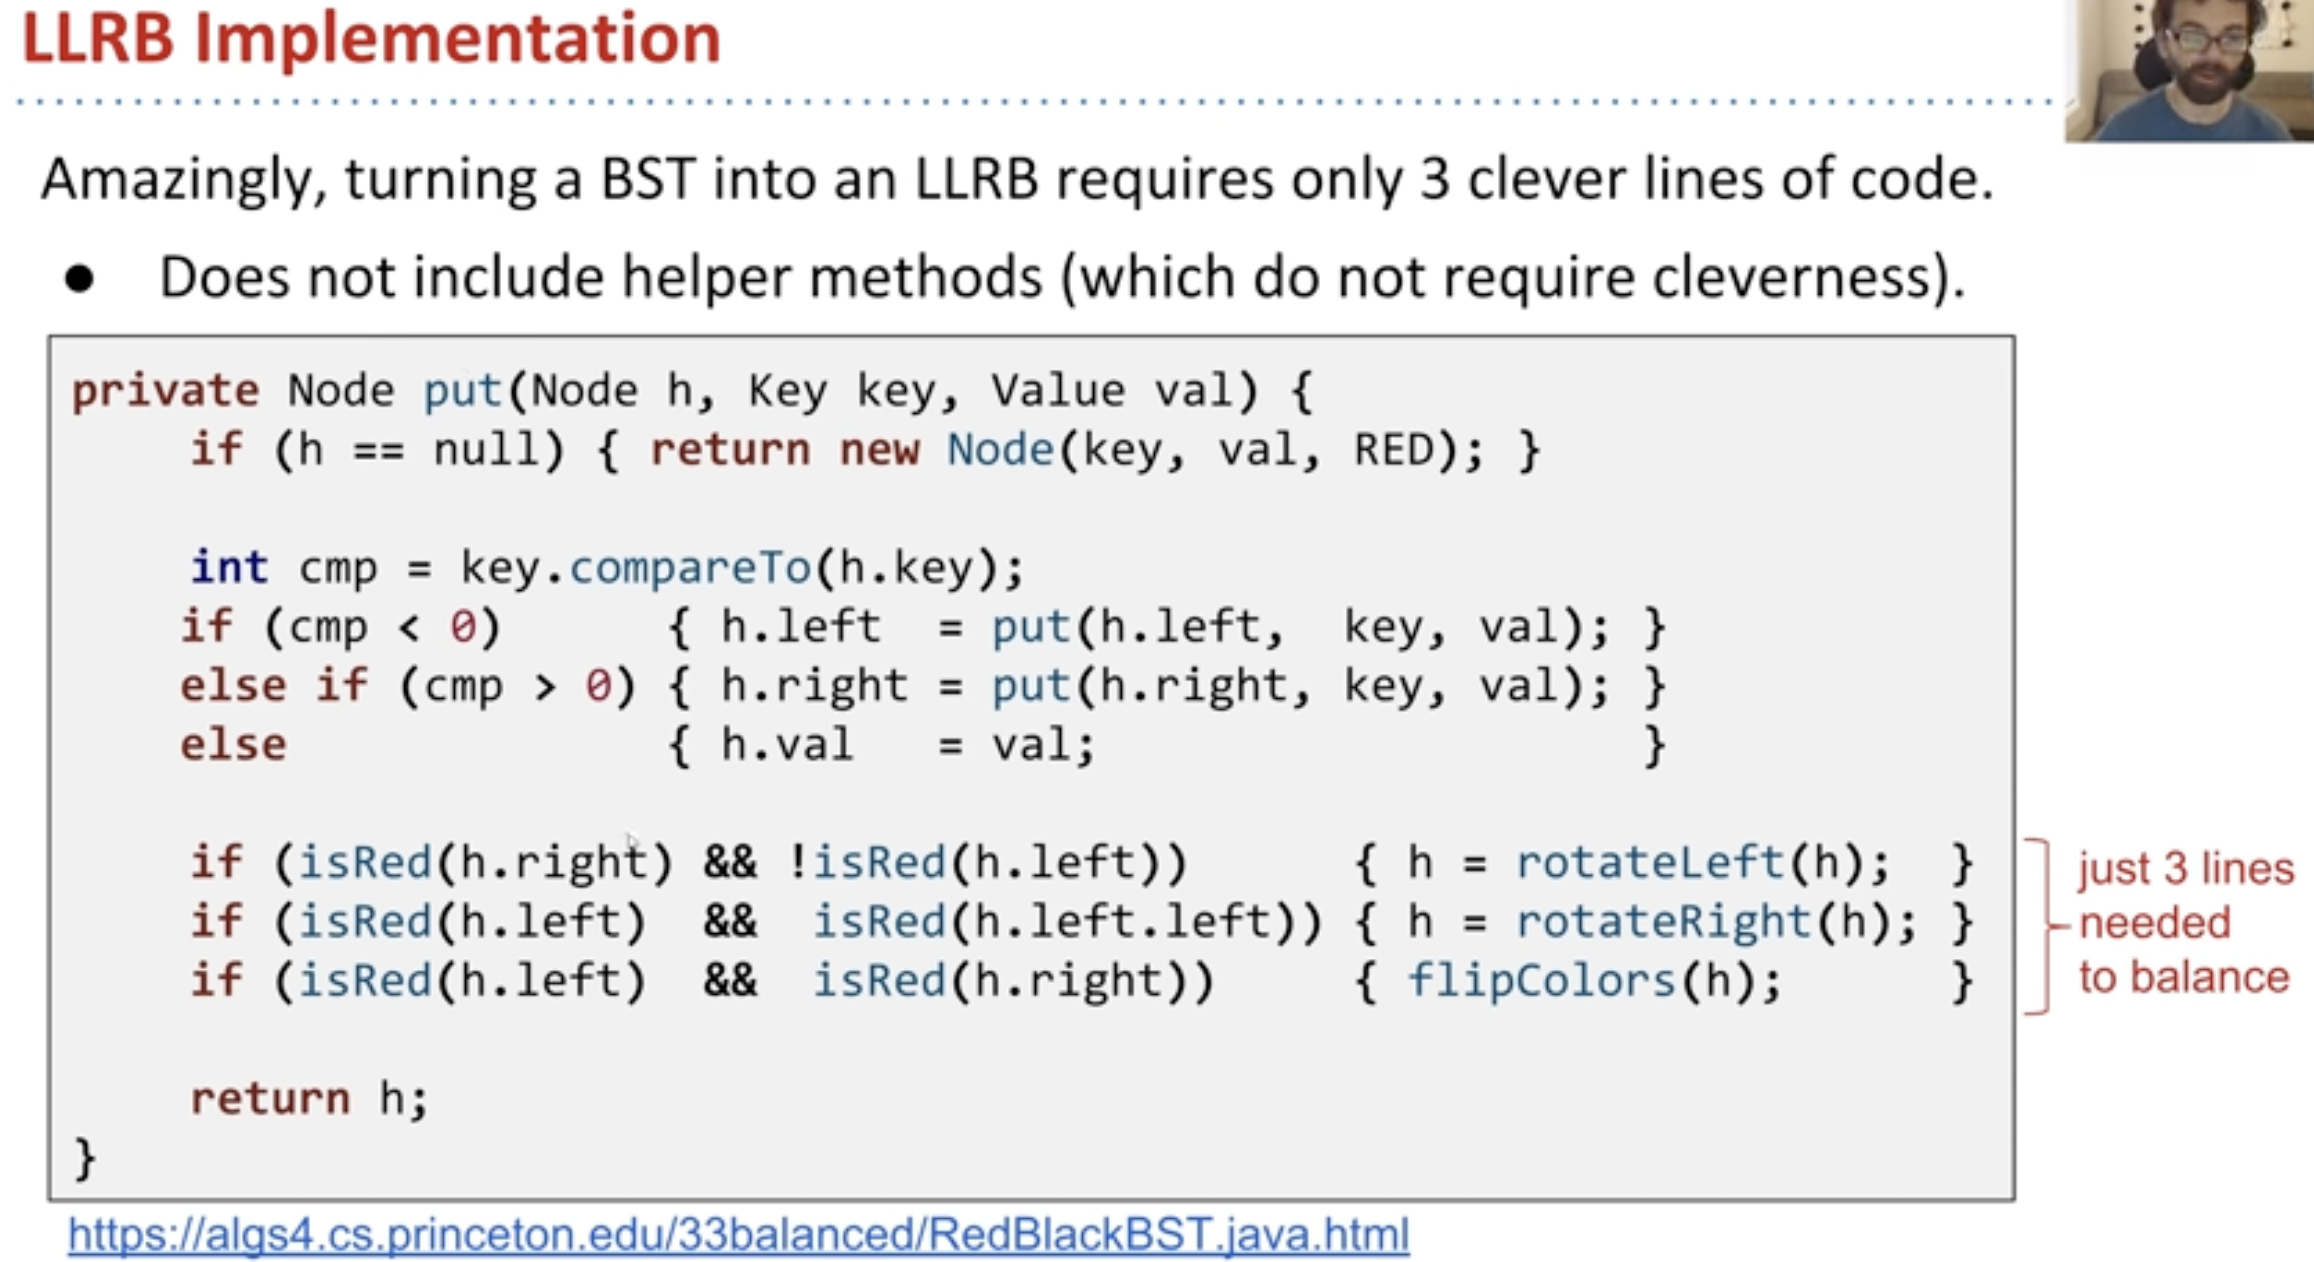 LLRB Implementation
Amazingly, turning a BST into an LLRB requires only 3 clever lines of code.
● Does not include helper methods (which do not require cleverness).
private Node put(Node h, Key key, Value val) {
if (h == null) { return new Node(key, val, RED); }
int cmp = key.compareTo(h.key);
if (cmp < 0) { h.left = put(h.left, key, val); }
else if (cmp > 0) { h.right = put(h.right, key, val); }
else { h.val = val; }
if (isRed(h.right) && !isRed(h.left)) { h = rotateLeft(h); }
if (isRed(h.left) && isRed(h.left.left)) { h = rotateRight(h); }
if (isRed(h.left) && isRed(h.right)) { flipColors(h); }
return h;
}
just 3 lines
needed
to balance
https://algs4.cs.princeton.edu/33balanced/RedBlackBST.java.html